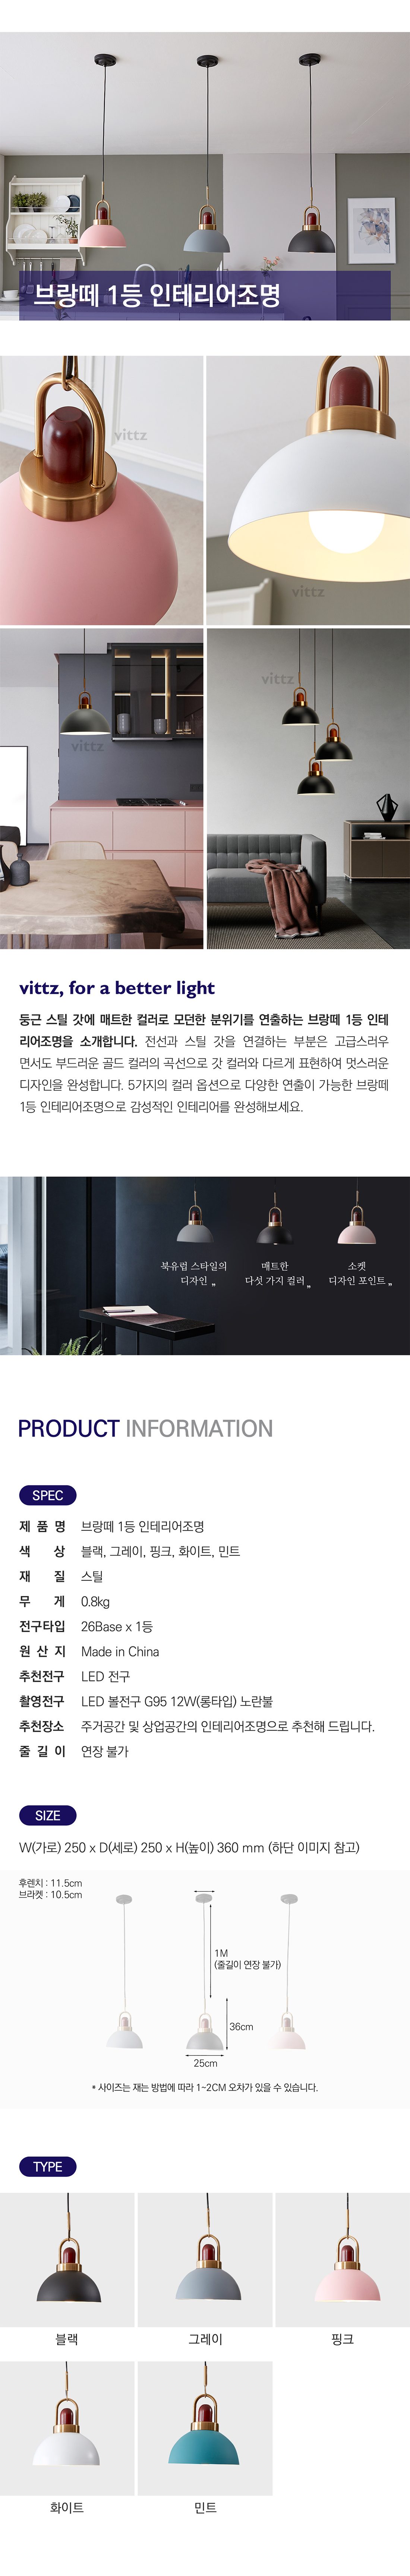 브랑떼 1등 인테리어조명
vittz
vittz
vittz
vittz
vittz, for a better light
둥근 스틸 갓에 매트한 컬러로 모던한 분위기를 연출하는 브랑떼 1등 인테
리어조명을 소개합니다. 전선과 스틸 갓을 연결하는 부분은 고급스러우
면서도 부드러운 골드 컬러의 곡선으로 갓 컬러와 다르게 표현하여 멋스러운
디자인을 완성합니다. 5가지의 컬러 옵션으로 다양한 연출이 가능한 브랑떼
1등 인테리어조명으로 감성적인 인테리어를 완성해보세요.
북유럽 스타일의
디자인 „
매트한
다섯 가지 컬러 „
소켓
디자인 포인트 „
PRODUCT INFORMATION
SPEC
제 품 명 브랑떼 1등 인테리어조명
색 상 블랙, 그레이, 핑크, 화이트, 민트
재 질 스틸
무 게 0.8kg
전구타입 26Base x 1등
원 산 지 Made in China
추천전구 LED 전구
촬영전구 LED 볼전구 G95 12W(롱타입) 노란불
추천장소 주거공간 및 상업공간의 인테리어조명으로 추천해 드립니다.
줄 길 이 연장 불가
SIZE
W(가로) 250 x D(세로) 250 x H(높이) 360 mm (하단 이미지 참고)
후렌치 : 11.5cm
브라켓 : 10.5cm
1M
(줄길이 연장 불가)
36cm
25cm
* 사이즈는 재는 방법에 따라 1~2CM 오차가 있을 수 있습니다.
TYPE
블랙
그레이
핑크
화이트
민트